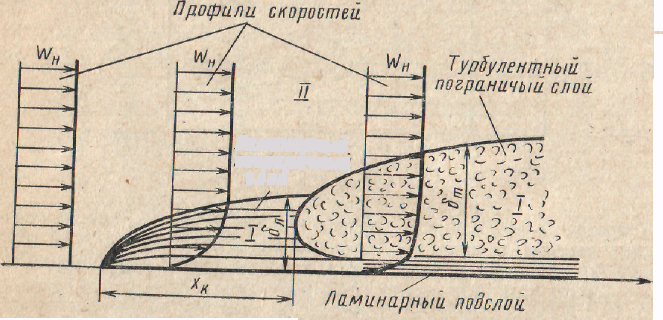 Профили скоростей
Wн
Wн
Wн
II
Турбулентный
пограничый слой
I
δл
δт
I
xк
Ламинарный подслой